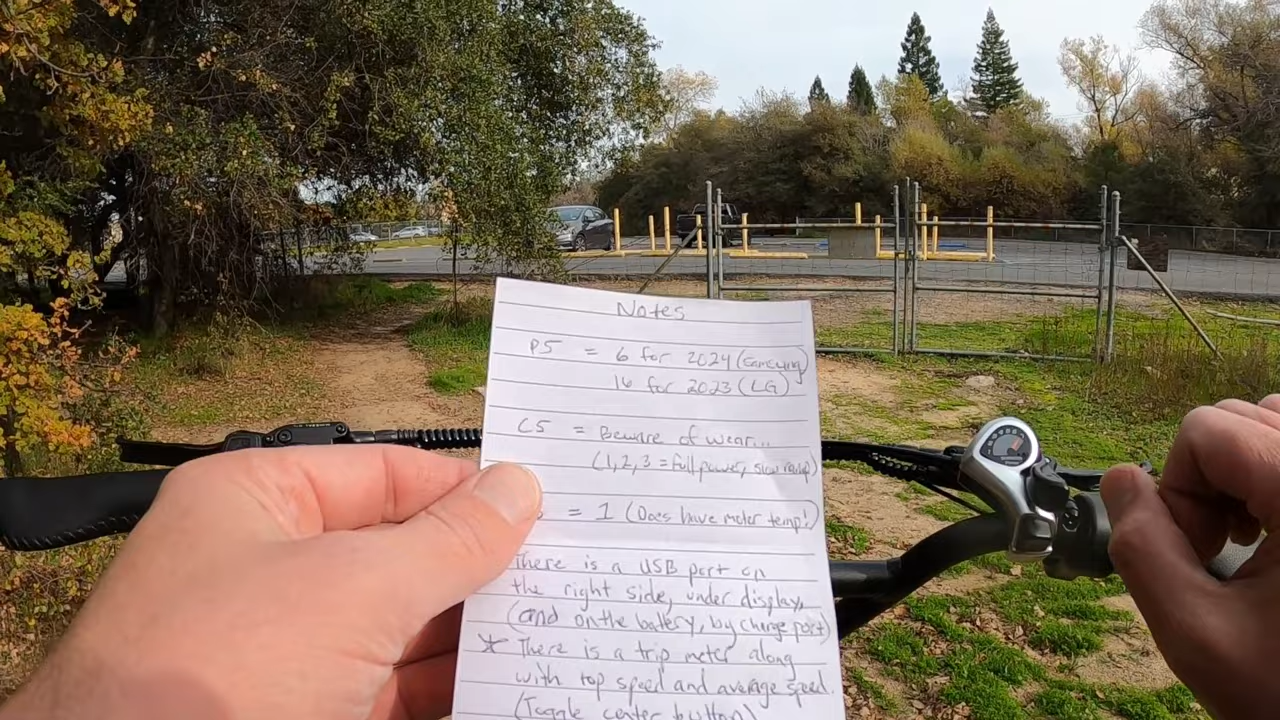 Notes
P5 = 6 for 2024 (Samsung)
16 for 2023 (LG)
C5 = Beware of wear...
(1,2,3 = full power, slow ramp)
= 1 (Does have motor temp!)
There is a USB port on
the right side, under display,
(and on the battery, by charge port)
* There is a trip meter along
with top speed and average speed.
(Toggle center button)